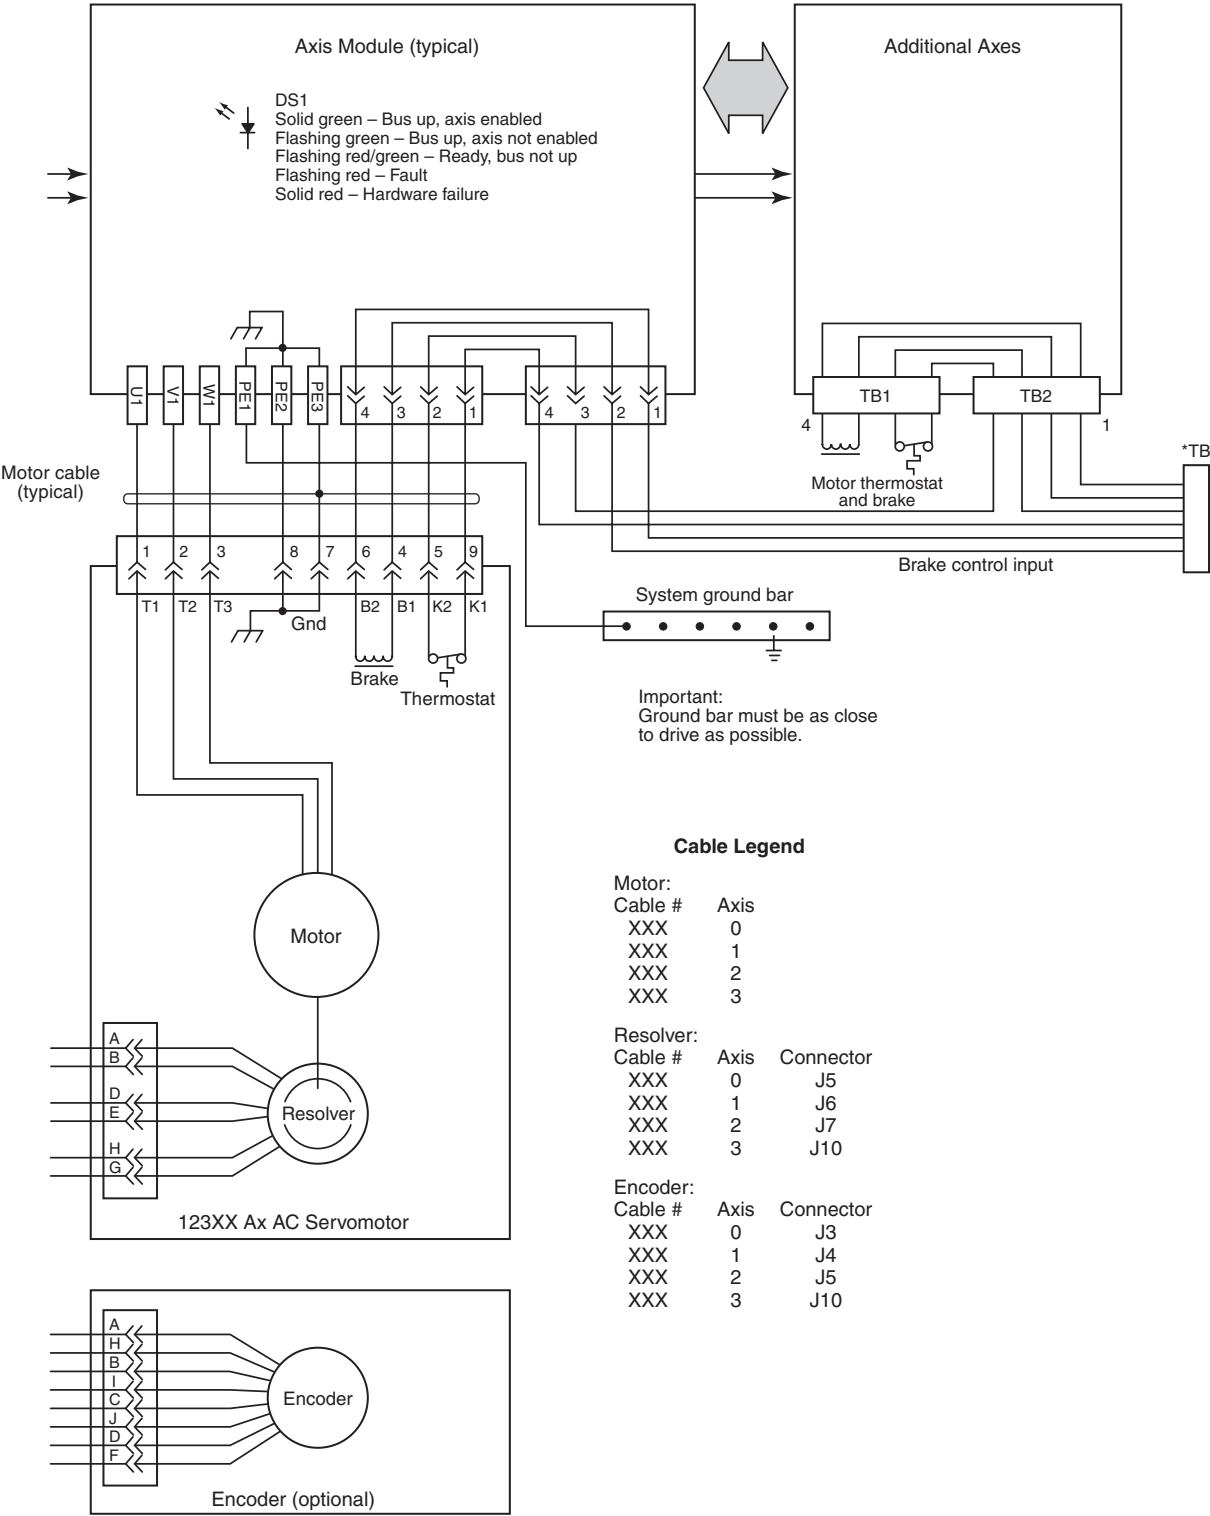 Axis Module (typical)
Additional Axes
DS1
Solid green – Bus up, axis enabled
Flashing green – Bus up, axis not enabled
Flashing red/green – Ready, bus not up
Flashing red – Fault
Solid red – Hardware failure
U1 V1 W1 PE1 PE2 PE3
4 3 2 1
4 3 2 1
TB1 TB2
4 1
*TB
Motor thermostat
and brake
Motor cable
(typical)
1 2 3 8 7 6 4 5 9
T1 T2 T3 B2 B1 K2 K1
Gnd
Brake
Thermostat
Brake control input
System ground bar
Important:
Ground bar must be as close
to drive as possible.
Motor
A
B
D
E
H
G
Resolver
123XX Ax AC Servomotor
Cable Legend
Motor:
Cable # Axis
XXX 0
XXX 1
XXX 2
XXX 3
Resolver:
Cable # Axis Connector
XXX 0 J5
XXX 1 J6
XXX 2 J7
XXX 3 J10
Encoder:
Cable # Axis Connector
XXX 0 J3
XXX 1 J4
XXX 2 J5
XXX 3 J10
A
H
B
I
C
J
D
F
Encoder
Encoder (optional)